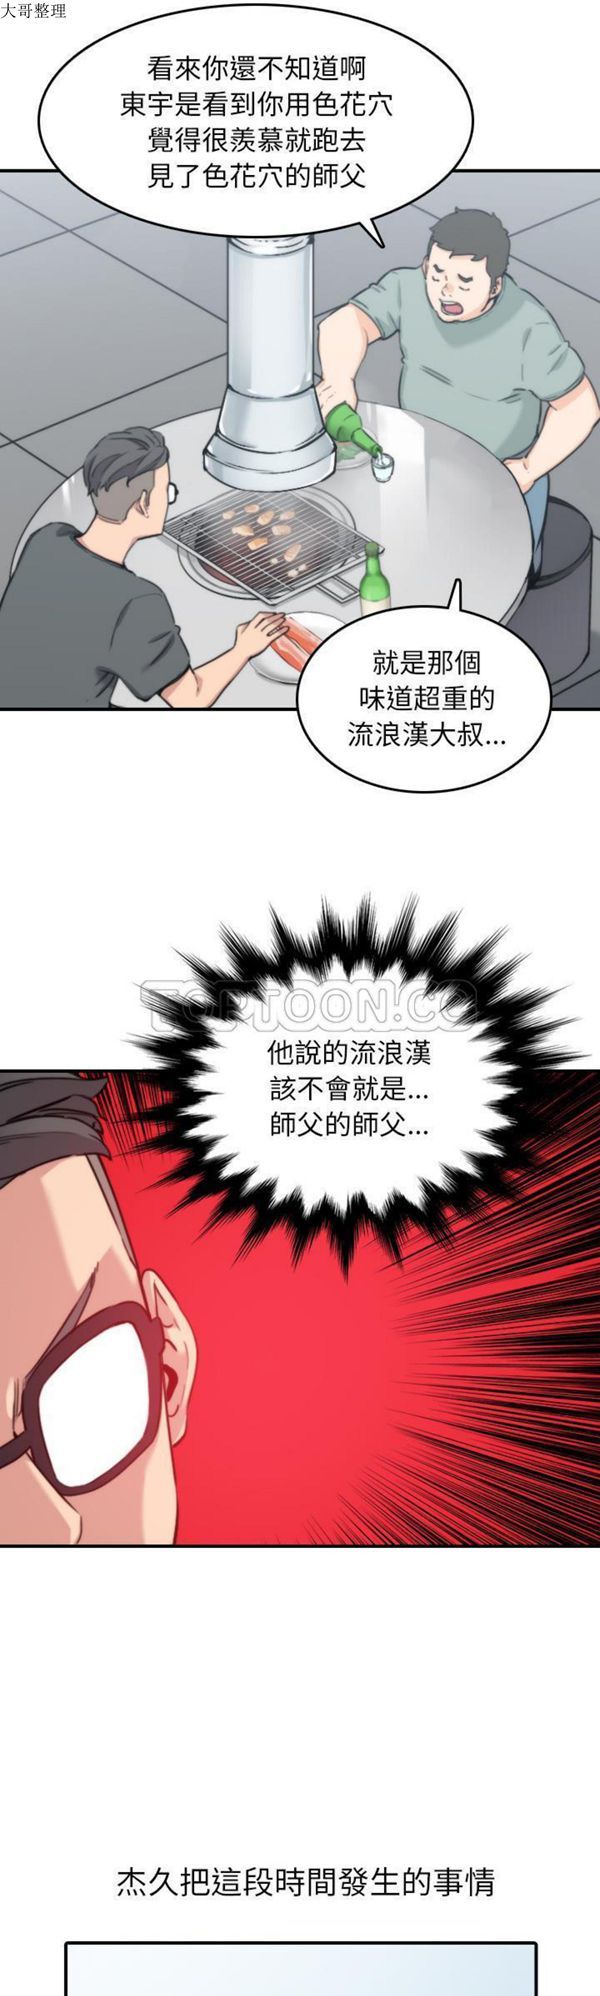 大哥整理
看來你還不知道啊
東宇是看到你用色花穴
覺得很羨慕就跑去
見了色花穴的師父
就是那個
味道超重的
流浪漢大叔...
TOPTOON.CO
他說的流浪漢
該不會就是...
師父的師父...
TOPTOON.CO
杰久把這段時間發生的事情